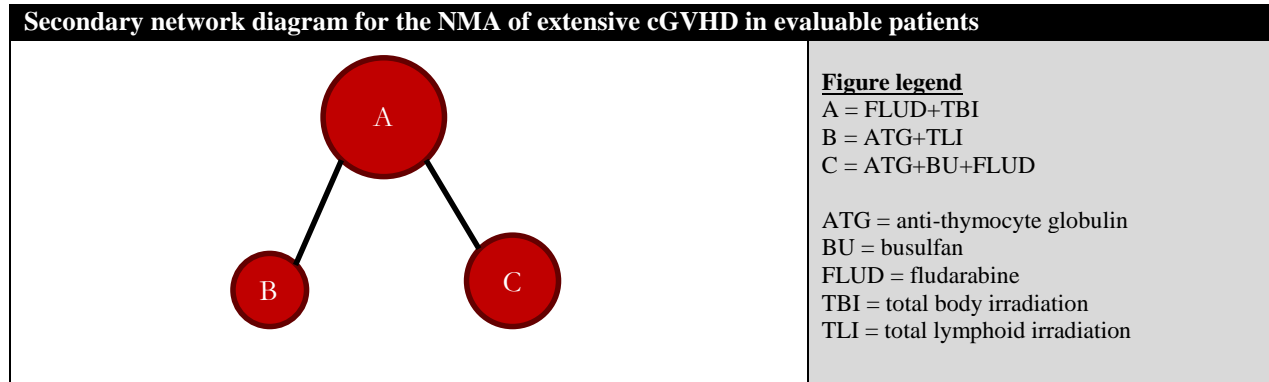 Secondary network diagram for the NMA of extensive cGVHD in evaluable patients
A
B
C
Figure legend
A = FLUD+TBI
B = ATG+TLI
C = ATG+BU+FLUD
ATG = anti-thymocyte globulin
BU = busulfan
FLUD = fludarabine
TBI = total body irradiation
TLI = total lymphoid irradiation